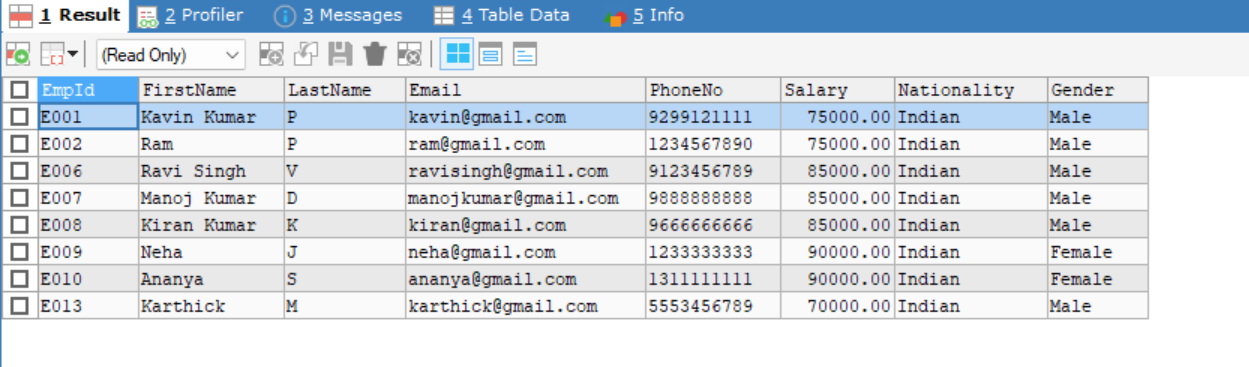 1 Result 2 Profiler 3 Messages 4 Table Data 5 Info
(Read Only)
EmpId FirstName LastName Email PhoneNo Salary Nationality Gender
E001 Kavin Kumar P kavin@gmail.com 9299121111 75000.00 Indian Male
E002 Ram P ram@gmail.com 1234567890 75000.00 Indian Male
E006 Ravi Singh V ravisingh@gmail.com 9123456789 85000.00 Indian Male
E007 Manoj Kumar D manojkumar@gmail.com 9888888888 85000.00 Indian Male
E008 Kiran Kumar K kiran@gmail.com 9666666666 85000.00 Indian Male
E009 Neha J neha@gmail.com 1233333333 90000.00 Indian Female
E010 Ananya S ananya@gmail.com 1311111111 90000.00 Indian Female
E013 Karthick M karthick@gmail.com 5553456789 70000.00 Indian Male